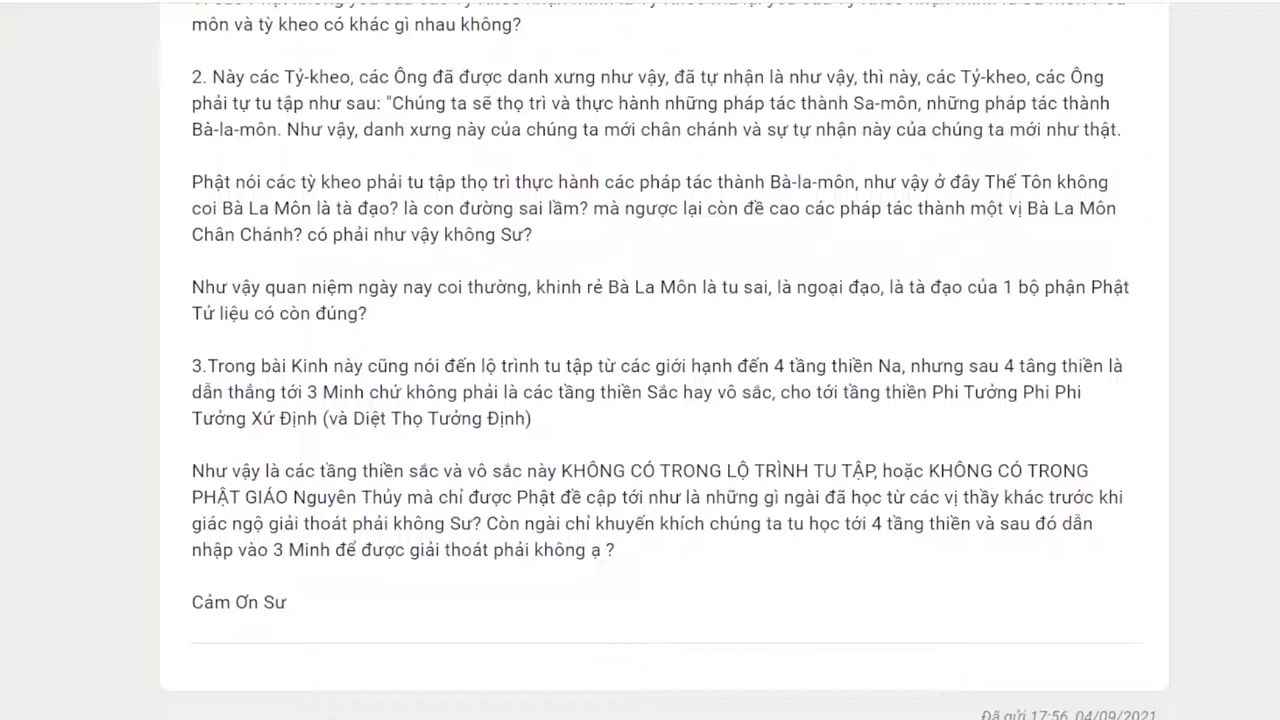 môn và tỳ kheo có khác gì nhau không?
2. Này các Tỷ-kheo, các Ông đã được danh xưng như vậy, đã tự nhận là như vậy, thì này, các Tỷ-kheo, các Ông
phải tự tu tập như sau: "Chúng ta sẽ thọ trì và thực hành những pháp tác thành Sa-môn, những pháp tác thành
Bà-la-môn. Như vậy, danh xưng này của chúng ta mới chân chánh và sự tự nhận này của chúng ta mới như thật.
Phật nói các tỳ kheo phải tu tập thọ trì thực hành các pháp tác thành Bà-la-môn, như vậy ở đây Thế Tôn không
coi Bà La Môn là tà đạo? là con đường sai lầm? mà ngược lại còn đề cao các pháp tác thành một vị Bà La Môn
Chân Chánh? có phải như vậy không Sư?
Như vậy quan niệm ngày nay coi thường, khinh rẻ Bà La Môn là tu sai, là ngoại đạo, là tà đạo của 1 bộ phận Phật
Tử liệu có còn đúng?
3.Trong bài Kinh này cũng nói đến lộ trình tu tập từ các giới hạnh đến 4 tầng thiền Na, nhưng sau 4 tâng thiền là
dẫn thẳng tới 3 Minh chứ không phải là các tầng thiền Sắc hay vô sắc, cho tới tầng thiền Phi Tưởng Phi Phi
Tưởng Xứ Định (và Diệt Thọ Tưởng Định)
Như vậy là các tầng thiền sắc và vô sắc này KHÔNG CÓ TRONG LỘ TRÌNH TU TẬP, hoặc KHÔNG CÓ TRONG
PHẬT GIÁO Nguyên Thủy mà chỉ được Phật đề cập tới như là những gì ngài đã học từ các vị thầy khác trước khi
giác ngộ giải thoát phải không Sư? Còn ngài chỉ khuyến khích chúng ta tu học tới 4 tầng thiền và sau đó dẫn
nhập vào 3 Minh để được giải thoát phải không ạ ?
Cảm Ơn Sư
Đã gửi 17:56, 04/09/2021